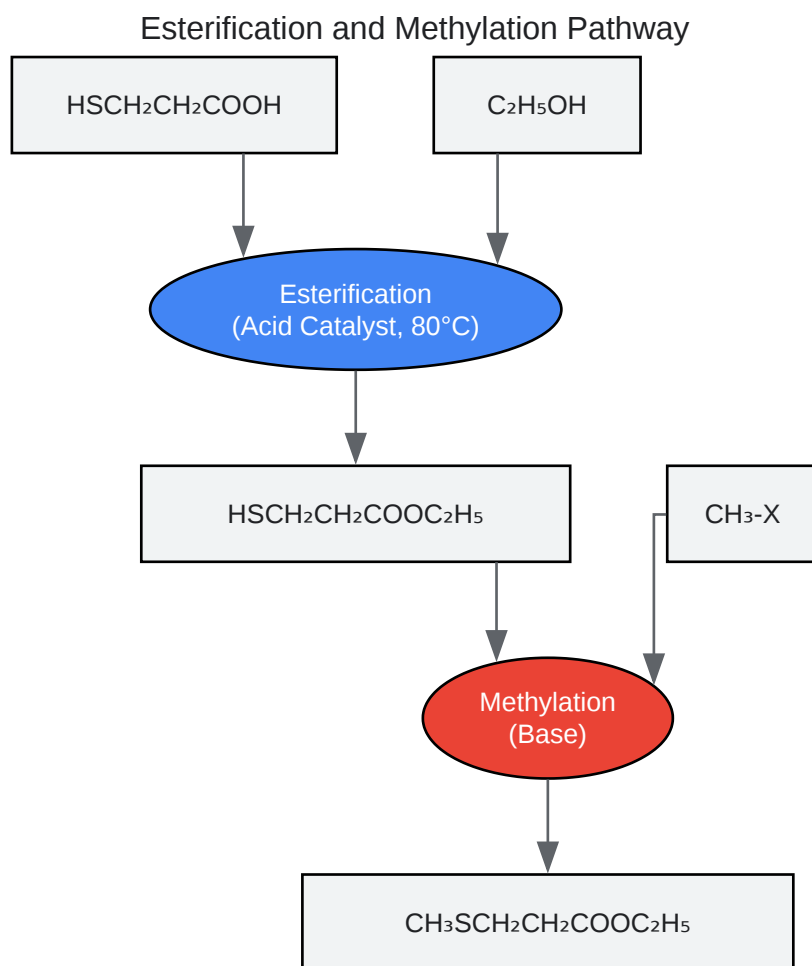 Esterification and Methylation Pathway
HSCH₂CH₂COOH
C₂H₅OH
Esterification
(Acid Catalyst, 80°C)
HSCH₂CH₂COOC₂H₅
CH₃-X
Methylation
(Base)
CH₃SCH₂CH₂COOC₂H₅